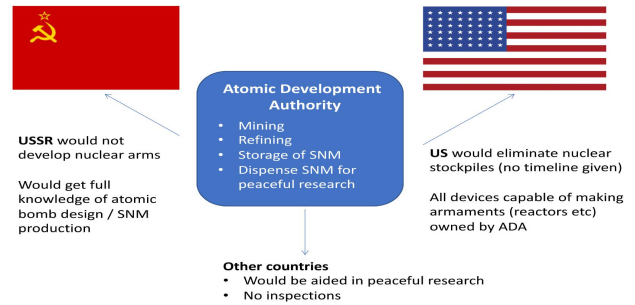 Atomic Development
Authority
• Mining
• Refining
• Storage of SNM
• Dispense SNM for
peaceful research
USSR would not
develop nuclear arms
Would get full
knowledge of atomic
bomb design / SNM
production
US would eliminate nuclear
stockpiles (no timeline given)
All devices capable of making
armaments (reactors etc)
owned by ADA
Other countries
• Would be aided in peaceful research
• No inspections